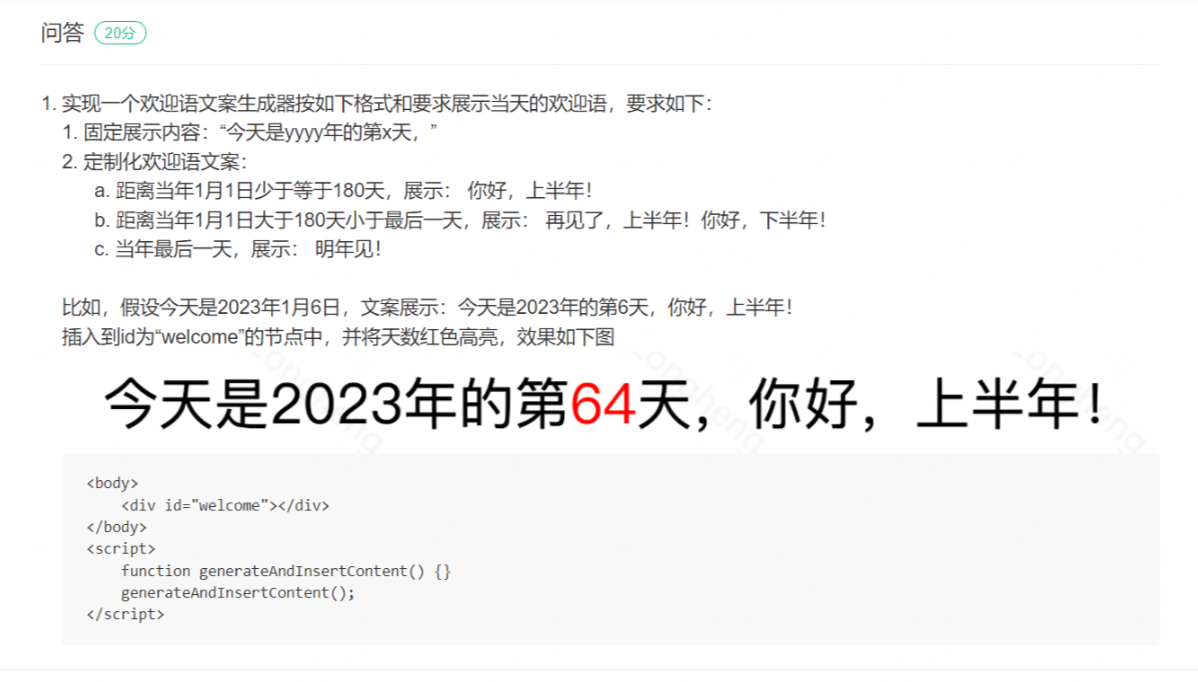 问答 20分
1. 实现一个欢迎语文案生成器按如下格式和要求展示当天的欢迎语，要求如下：
1. 固定展示内容：“今天是yyyy年的第x天，”
2. 定制化欢迎语文案：
a. 距离当年1月1日少于等于180天，展示： 你好，上半年！
b. 距离当年1月1日大于180天小于最后一天，展示： 再见了，上半年！你好，下半年！
c. 当年最后一天，展示： 明年见！
比如，假设今天是2023年1月6日，文案展示：今天是2023年的第6天，你好，上半年！
插入到id为“welcome”的节点中，并将天数红色高亮，效果如下图
今天是2023年的第64天，你好，上半年！
<body>
<div id="welcome"></div>
</body>
<script>
function generateAndInsertContent() {}
generateAndInsertContent();
</script>